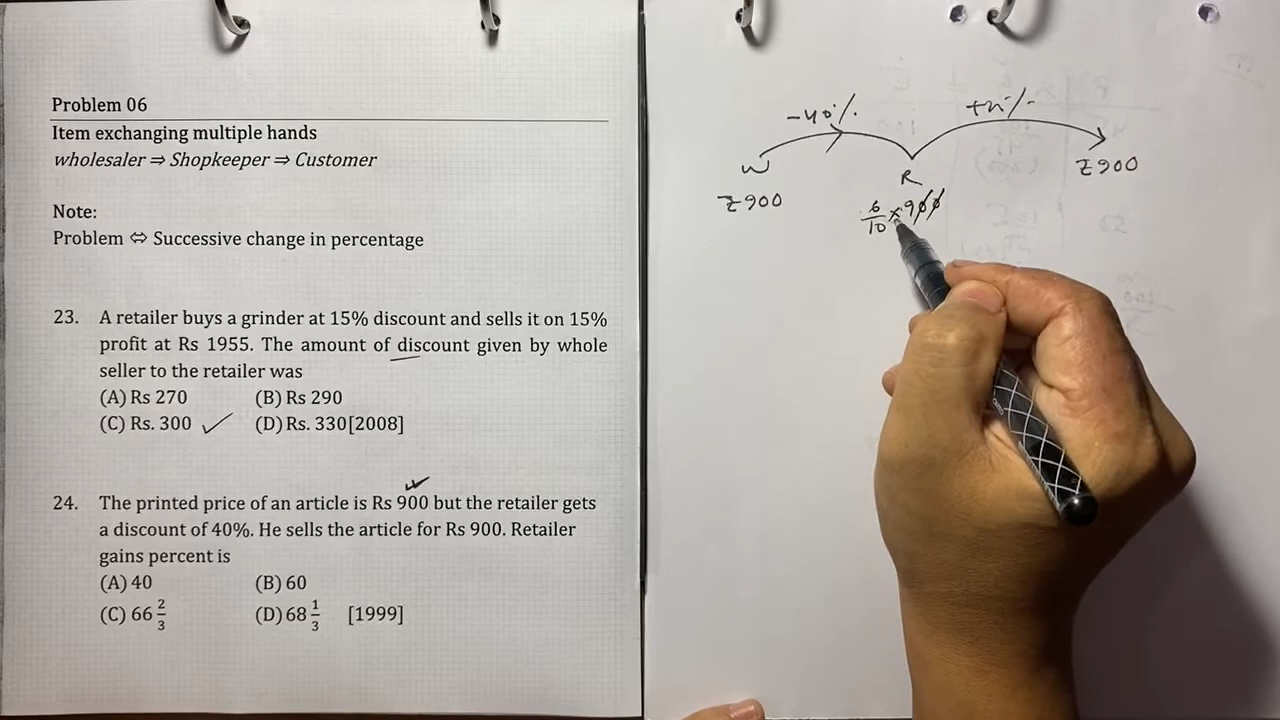 Problem 06
Item exchanging multiple hands
wholesaler ⇒ Shopkeeper ⇒ Customer
Note:
Problem ⇔ Successive change in percentage
23. A retailer buys a grinder at 15% discount and sells it on 15%
profit at Rs 1955. The amount of discount given by whole
seller to the retailer was
(A) Rs 270 (B) Rs 290
(C) Rs. 300 (D) Rs. 330[2008]
24. The printed price of an article is Rs 900 but the retailer gets
a discount of 40%. He sells the article for Rs 900. Retailer
gains percent is
(A) 40 (B) 60
(C) 66 2/3 (D) 68 1/3 [1999]
-40%
W
R
₹900
₹900
6/10 × 900